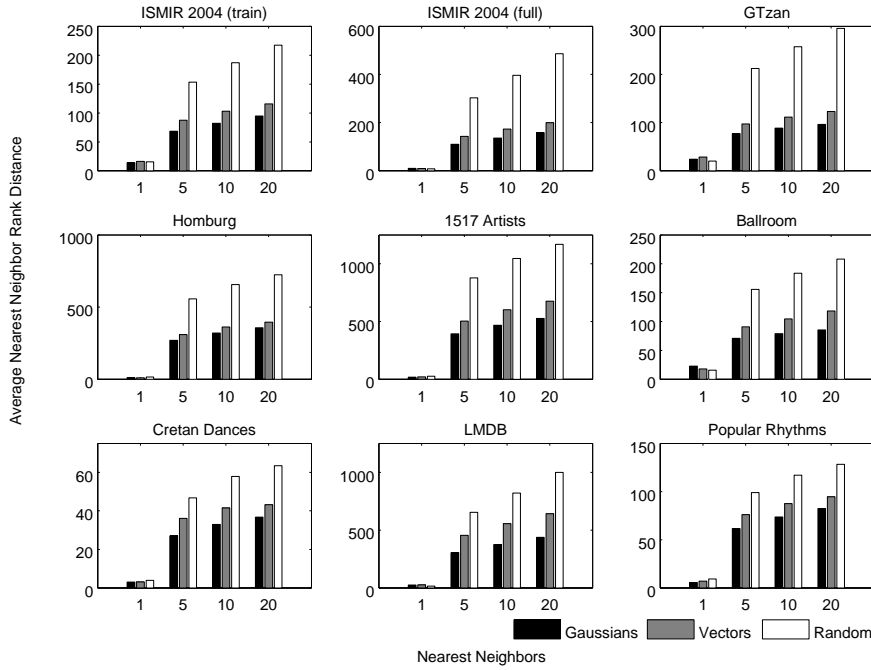 Average Nearest Neighbor Rank Distance
ISMIR 2004 (train)
250
200
150
100
50
0
1 5 10 20
ISMIR 2004 (full)
600
400
200
0
1 5 10 20
GTzan
300
200
100
0
1 5 10 20
Homburg
1000
500
0
1 5 10 20
1517 Artists
1000
500
0
1 5 10 20
Ballroom
250
200
150
100
50
0
1 5 10 20
Cretan Dances
60
40
20
0
1 5 10 20
LMDB
1000
500
0
1 5 10 20
Popular Rhythms
150
100
50
0
1 5 10 20
Gaussians Vectors Random
Nearest Neighbors